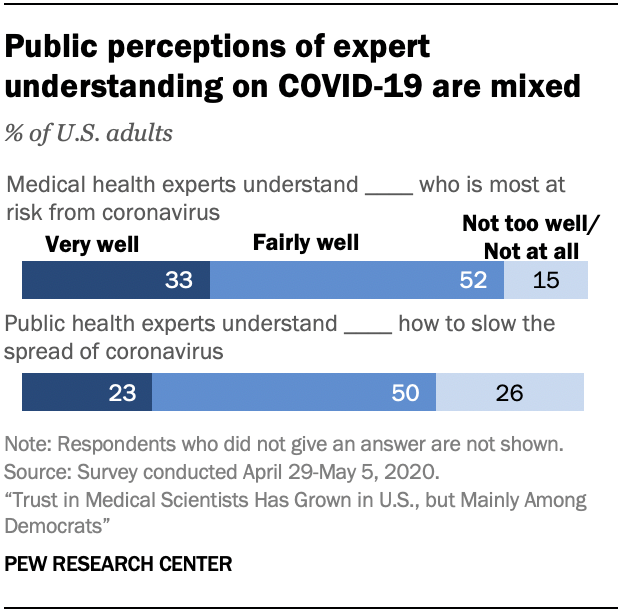 Public perceptions of expert
understanding on COVID-19 are mixed
% of U.S. adults
Medical health experts understand ____ who is most at
risk from coronavirus
Very well
Fairly well
Not too well/
Not at all
33
52
15
Public health experts understand ____ how to slow the
spread of coronavirus
23
50
26
Note: Respondents who did not give an answer are not shown.
Source: Survey conducted April 29-May 5, 2020.
“Trust in Medical Scientists Has Grown in U.S., but Mainly Among
Democrats”
PEW RESEARCH CENTER